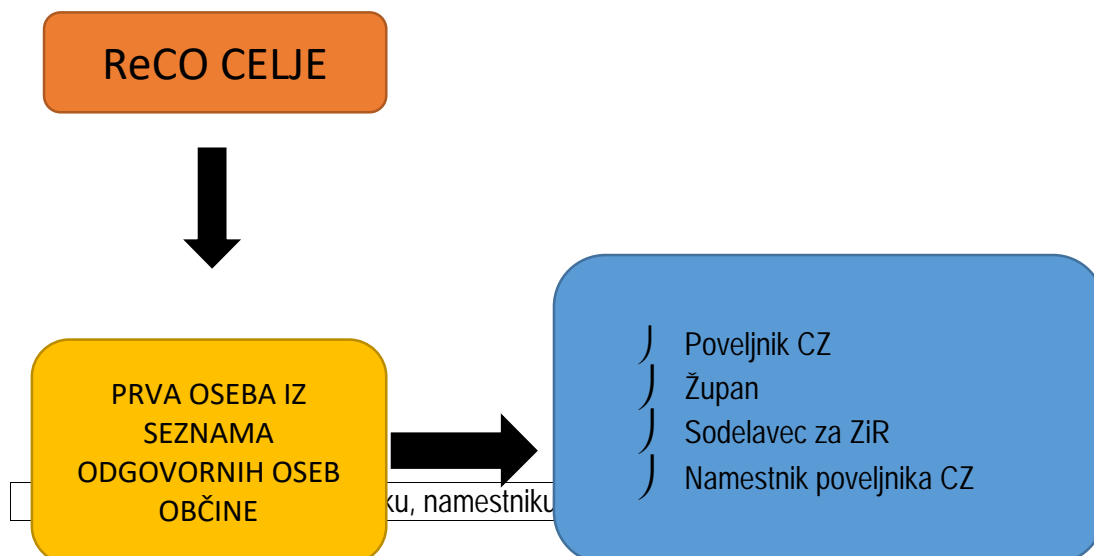 ReCO CELJE
PRVA OSEBA IZ
SEZNAMA
ODGOVORNIH OSEB
OBČINE
Poveljnik CZ
Župan
Sodelavec za ZiR
Namestnik poveljnika CZ
namestniku